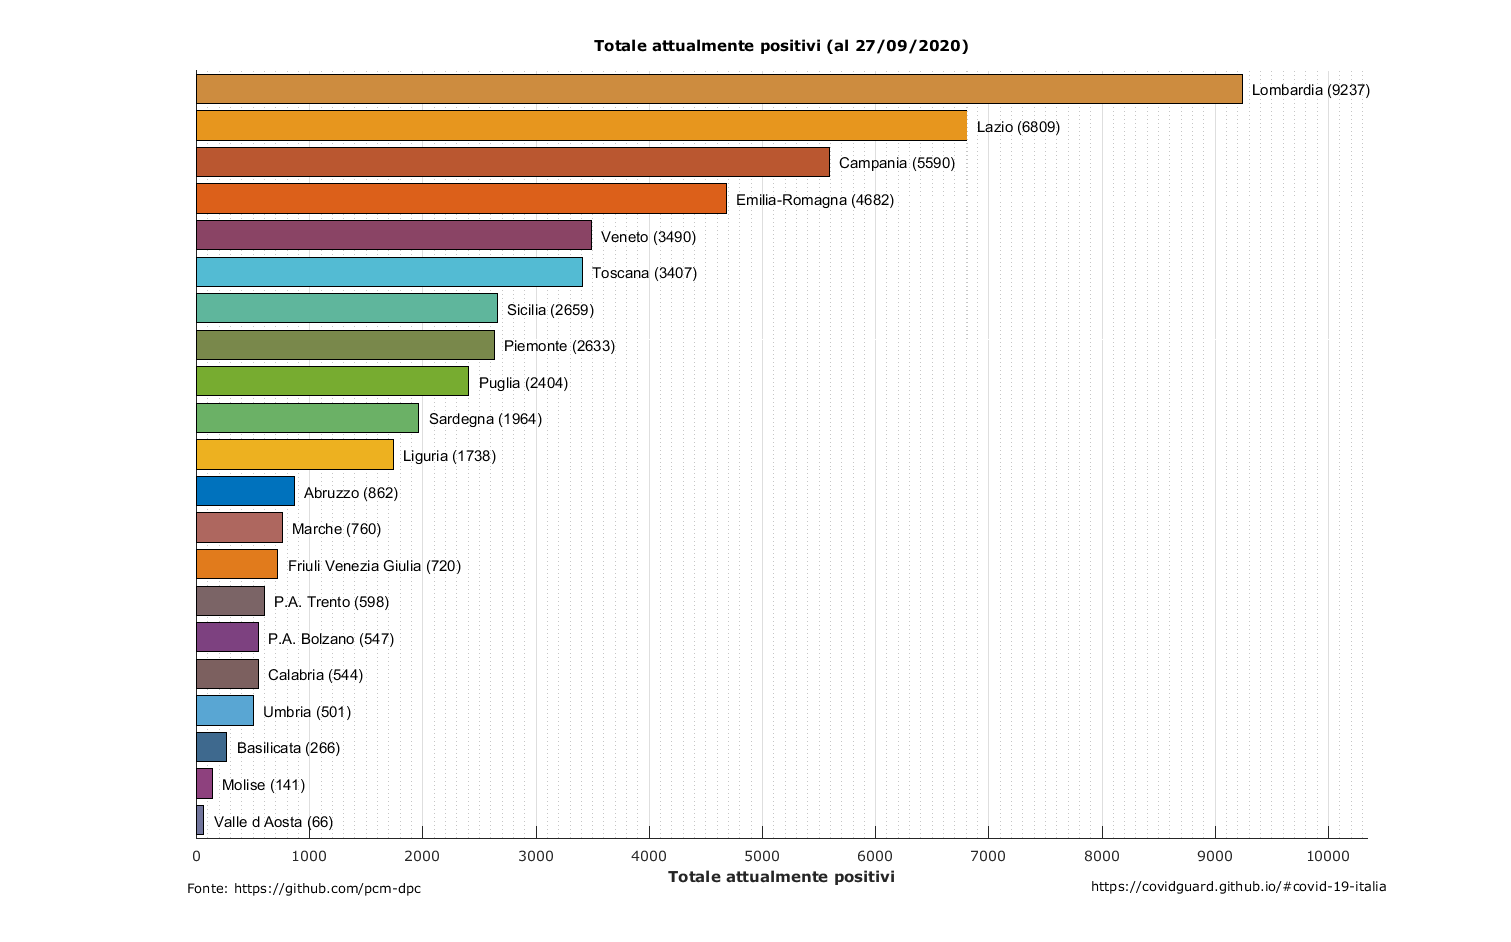 Totale attualmente positivi (al 27/09/2020)
Lombardia (9237)
Lazio (6809)
Campania (5590)
Emilia-Romagna (4682)
Veneto (3490)
Toscana (3407)
Sicilia (2659)
Piemonte (2633)
Puglia (2404)
Sardegna (1964)
Liguria (1738)
Abruzzo (862)
Marche (760)
Friuli Venezia Giulia (720)
P.A. Trento (598)
P.A. Bolzano (547)
Calabria (544)
Umbria (501)
Basilicata (266)
Molise (141)
Valle d Aosta (66)
0 1000 2000 3000 4000 5000 6000 7000 8000 9000 10000
Totale attualmente positivi
Fonte: https://github.com/pcm-dpc
https://covidguard.github.io/#covid-19-italia